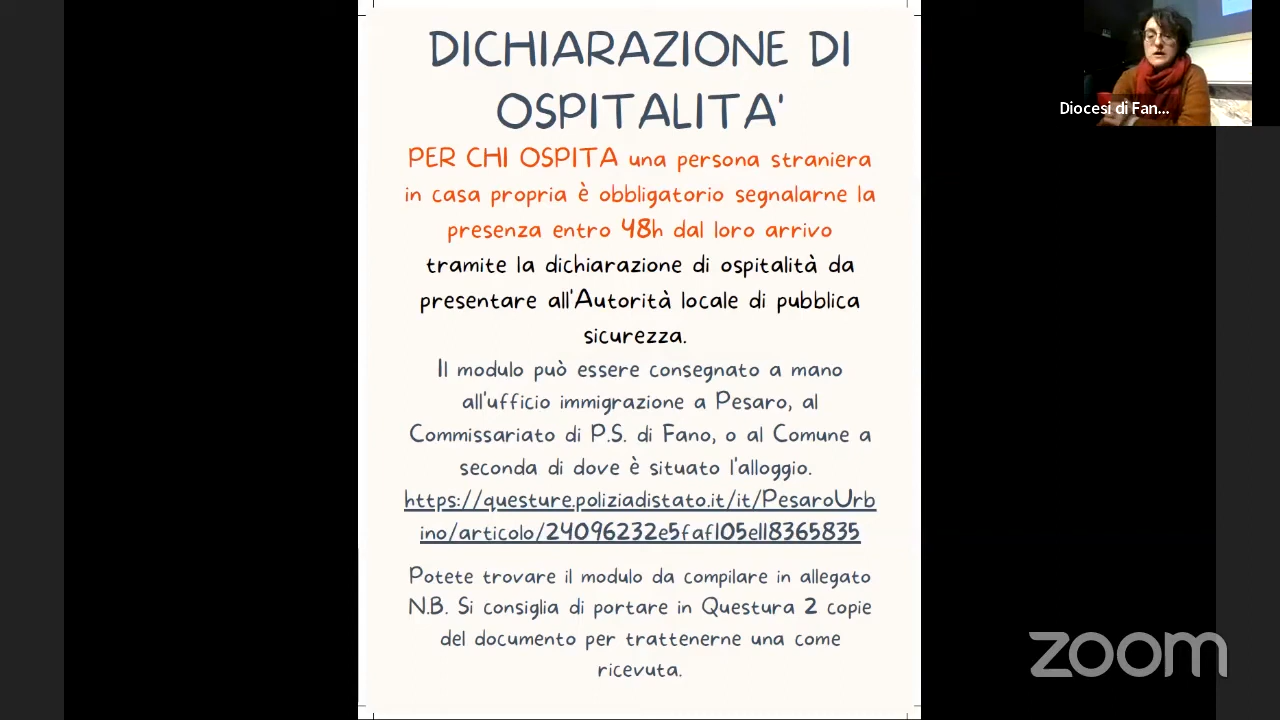 DICHIARAZIONE DI
OSPITALITA'
PER CHI OSPITA una persona straniera
in casa propria è obbligatorio segnalarne la
presenza entro 48h dal loro arrivo
tramite la dichiarazione di ospitalità da
presentare all'Autorità locale di pubblica
sicurezza.
Il modulo può essere consegnato a mano
all'ufficio immigrazione a Pesaro, al
Commissariato di P.S. di Fano, o al Comune a
seconda di dove è situato l'alloggio.
https://questure.poliziadistato.it/it/PesaroUrb
ino/articolo/24096232e5faf105e118365835
Potete trovare il modulo da compilare in allegato
N.B. Si consiglia di portare in Questura 2 copie
del documento per trattenerne una come
ricevuta.
Diocesi di Fan...
zoom